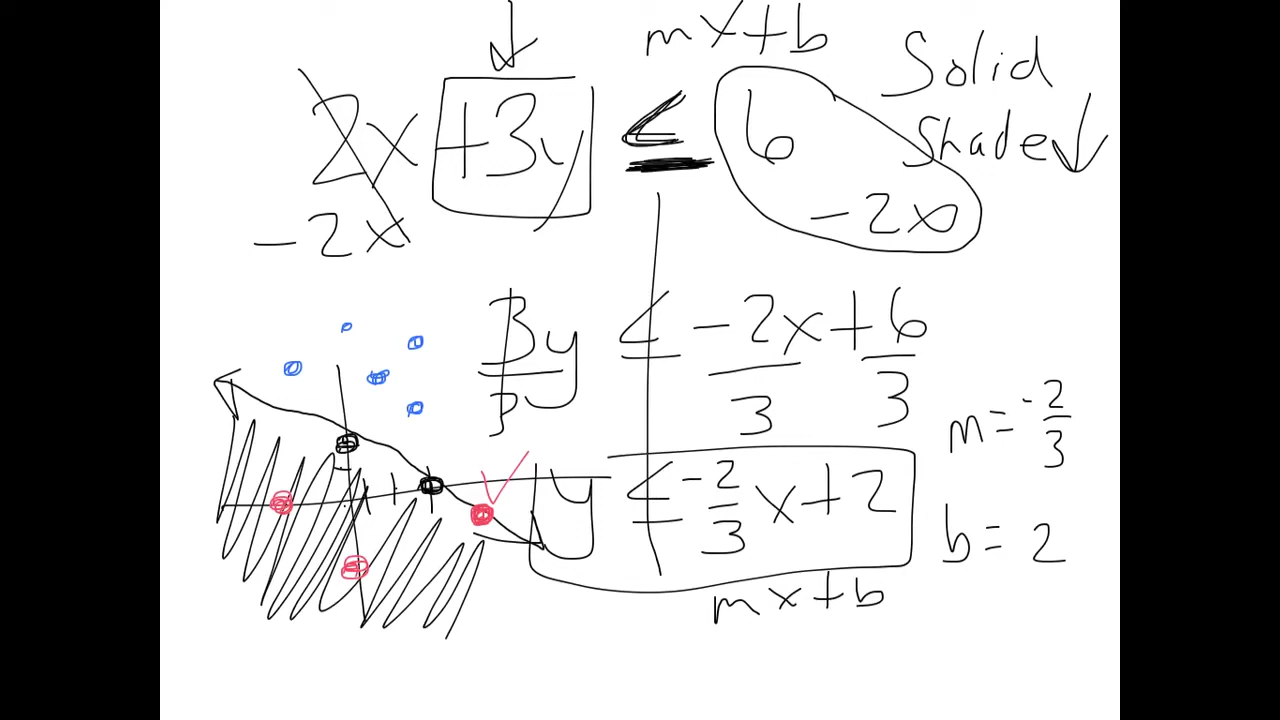 mx+b
Solid
2x +3y ≤ 6
Shade ↓
-2x -2x
3y ≤ -2x + 6
3 3 3
m = -2/3
y ≤ -2/3 x + 2
b = 2
mx+b